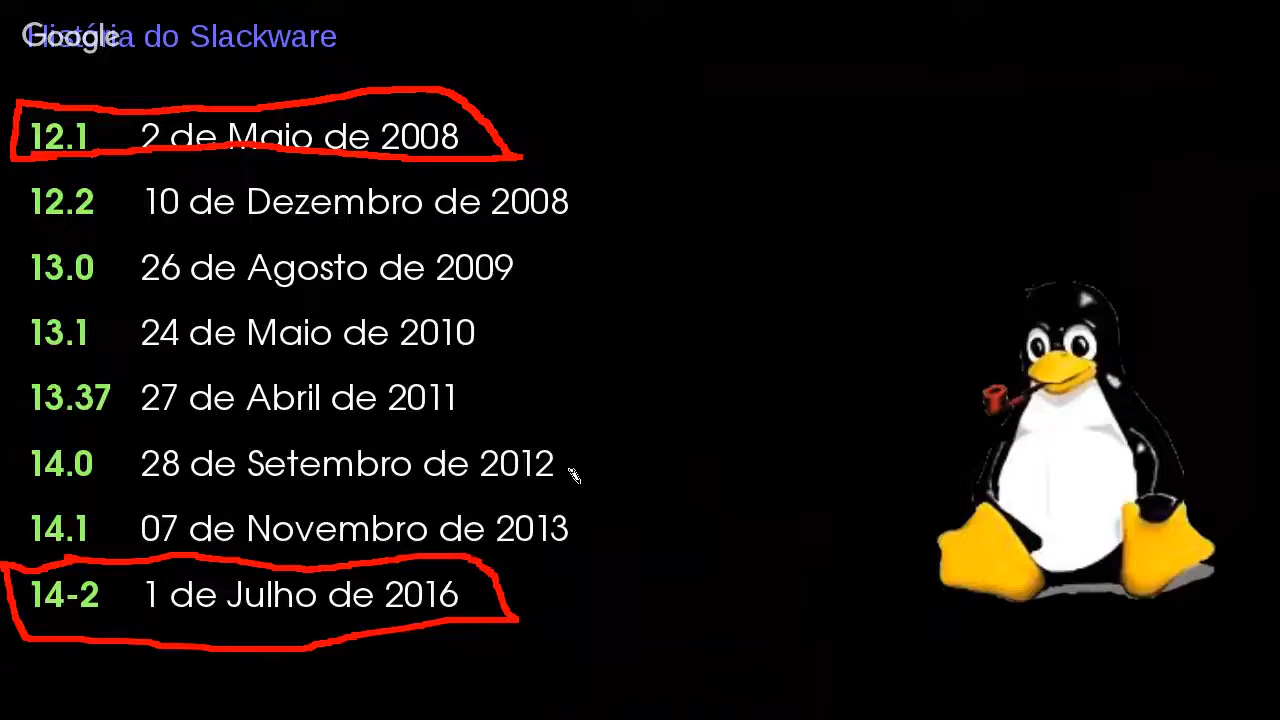 Google
História do Slackware
12.1 2 de Maio de 2008
12.2 10 de Dezembro de 2008
13.0 26 de Agosto de 2009
13.1 24 de Maio de 2010
13.37 27 de Abril de 2011
14.0 28 de Setembro de 2012
14.1 07 de Novembro de 2013
14-2 1 de Julho de 2016